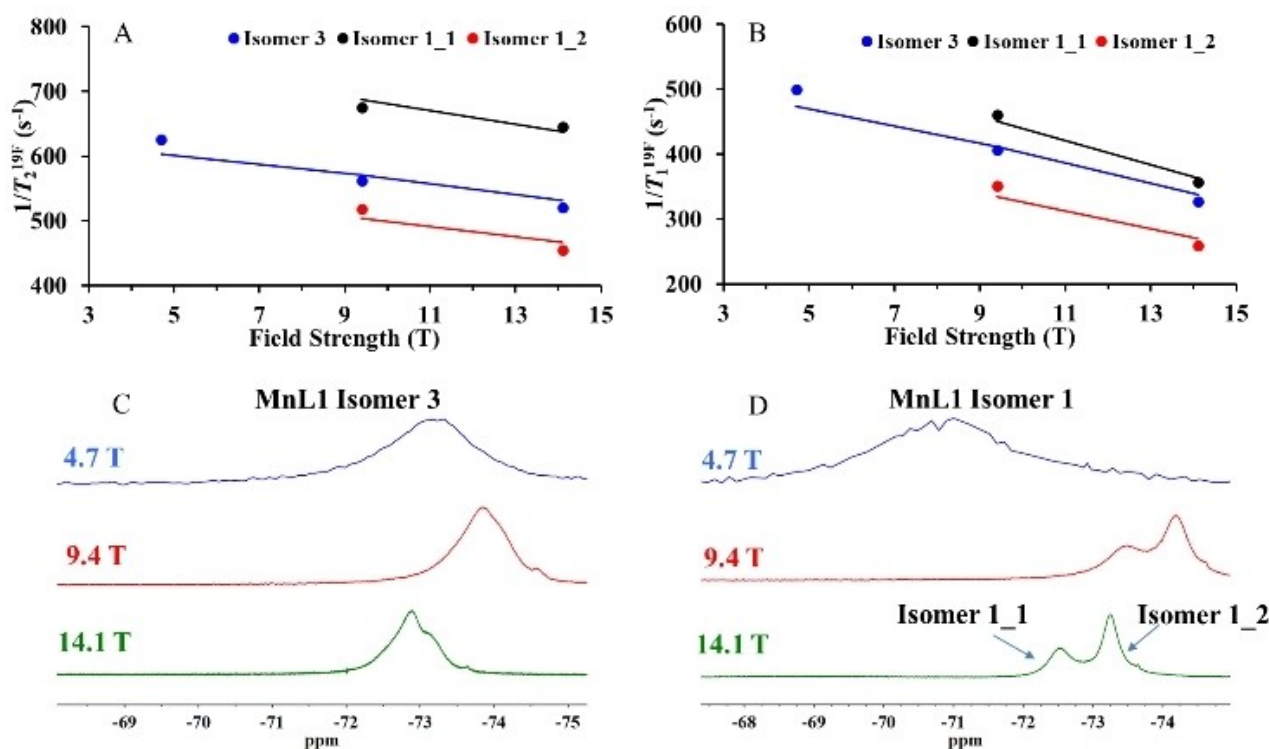 A
Isomer 3 Isomer 1_1 Isomer 1_2
800
700
600
500
400
1/T₂¹⁹ᶠ (s⁻¹)
3 5 7 9 11 13 15
Field Strength (T)
B
Isomer 3 Isomer 1_1 Isomer 1_2
600
500
400
300
200
1/T₁¹⁹ᶠ (s⁻¹)
3 5 7 9 11 13 15
Field Strength (T)
C
MnL1 Isomer 3
4.7 T
9.4 T
14.1 T
-69 -70 -71 -72 -73 -74 -75
ppm
D
MnL1 Isomer 1
4.7 T
9.4 T
Isomer 1_1 Isomer 1_2
14.1 T
-68 -69 -70 -71 -72 -73 -74
ppm